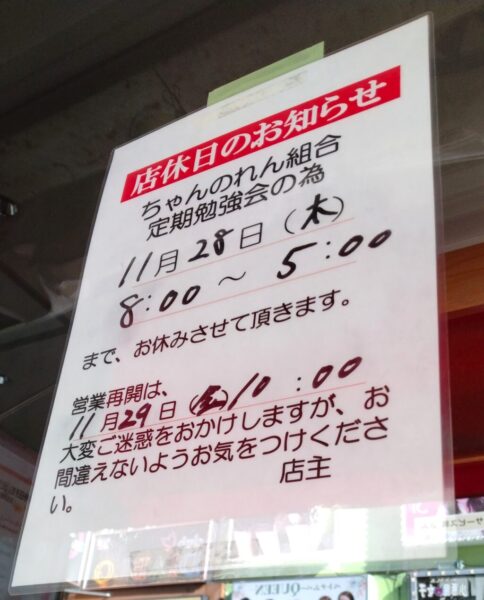 店休日のお知らせ
ちゃんのれん組合
定期勉強会の為
11月28日(木)
8:00～5:00
まで、お休みさせて頂きます。
営業再開は、
11月29日(金)10:00
大変ご迷惑をおかけしますが、お
間違えないようお気をつけくださ
い。
店主
QUEEN